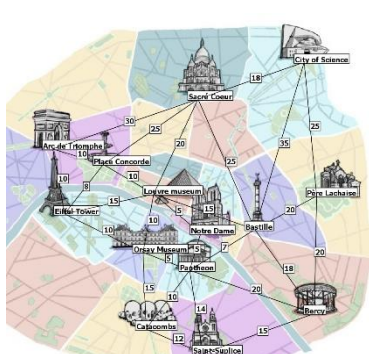 City of Science
18
Sacré Coeur
30
25
25
Arc de Triomphe
10
20
35
Place Concorde
10
10
8
25
Louvre museum
Père Lachaise
15
5
15
20
Eiffel Tower
10
10
Notre Dame
Bastille
Orsay Museum
5
7
5
20
Pantheon
18
15
10
20
14
Bercy
Catacombs
12
15
Saint-Suplice